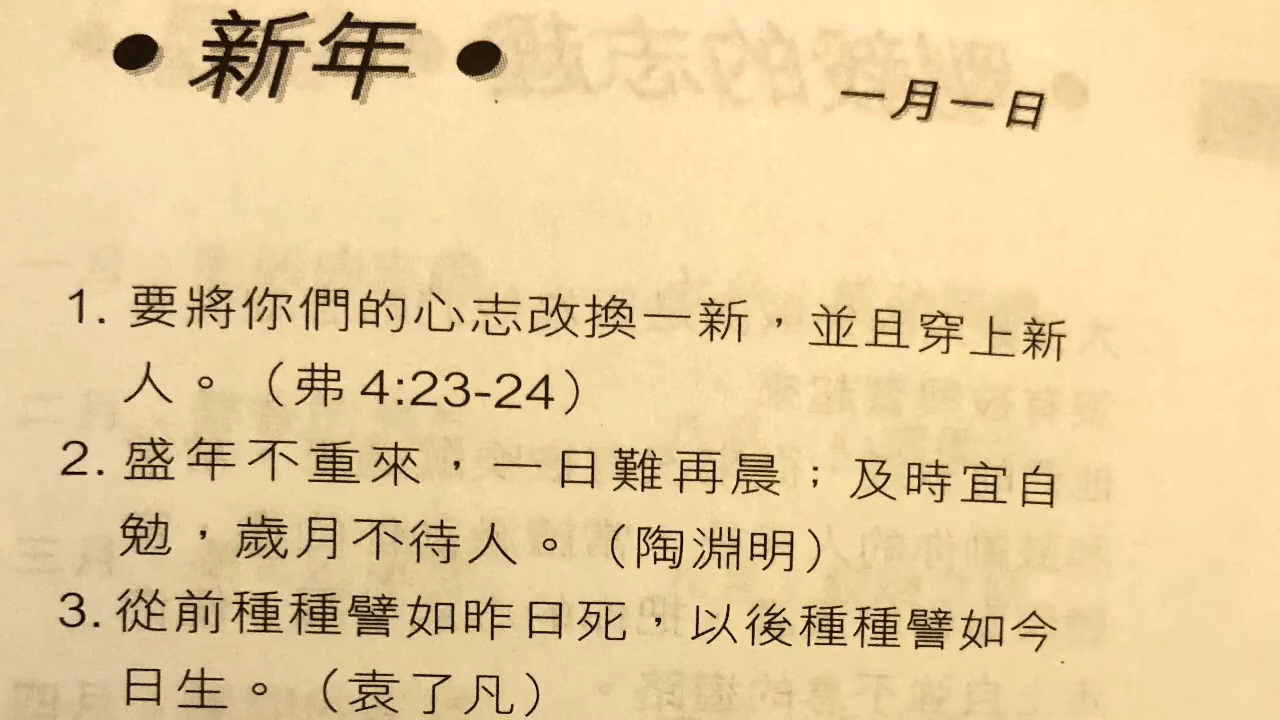 •新年•
一月一日
1. 要將你們的心志改換一新，並且穿上新
人。（弗 4:23-24）
2. 盛年不重來，一日難再晨；及時宜自
勉，歲月不待人。（陶淵明）
3. 從前種種譬如昨日死，以後種種譬如今
日生。（袁了凡）